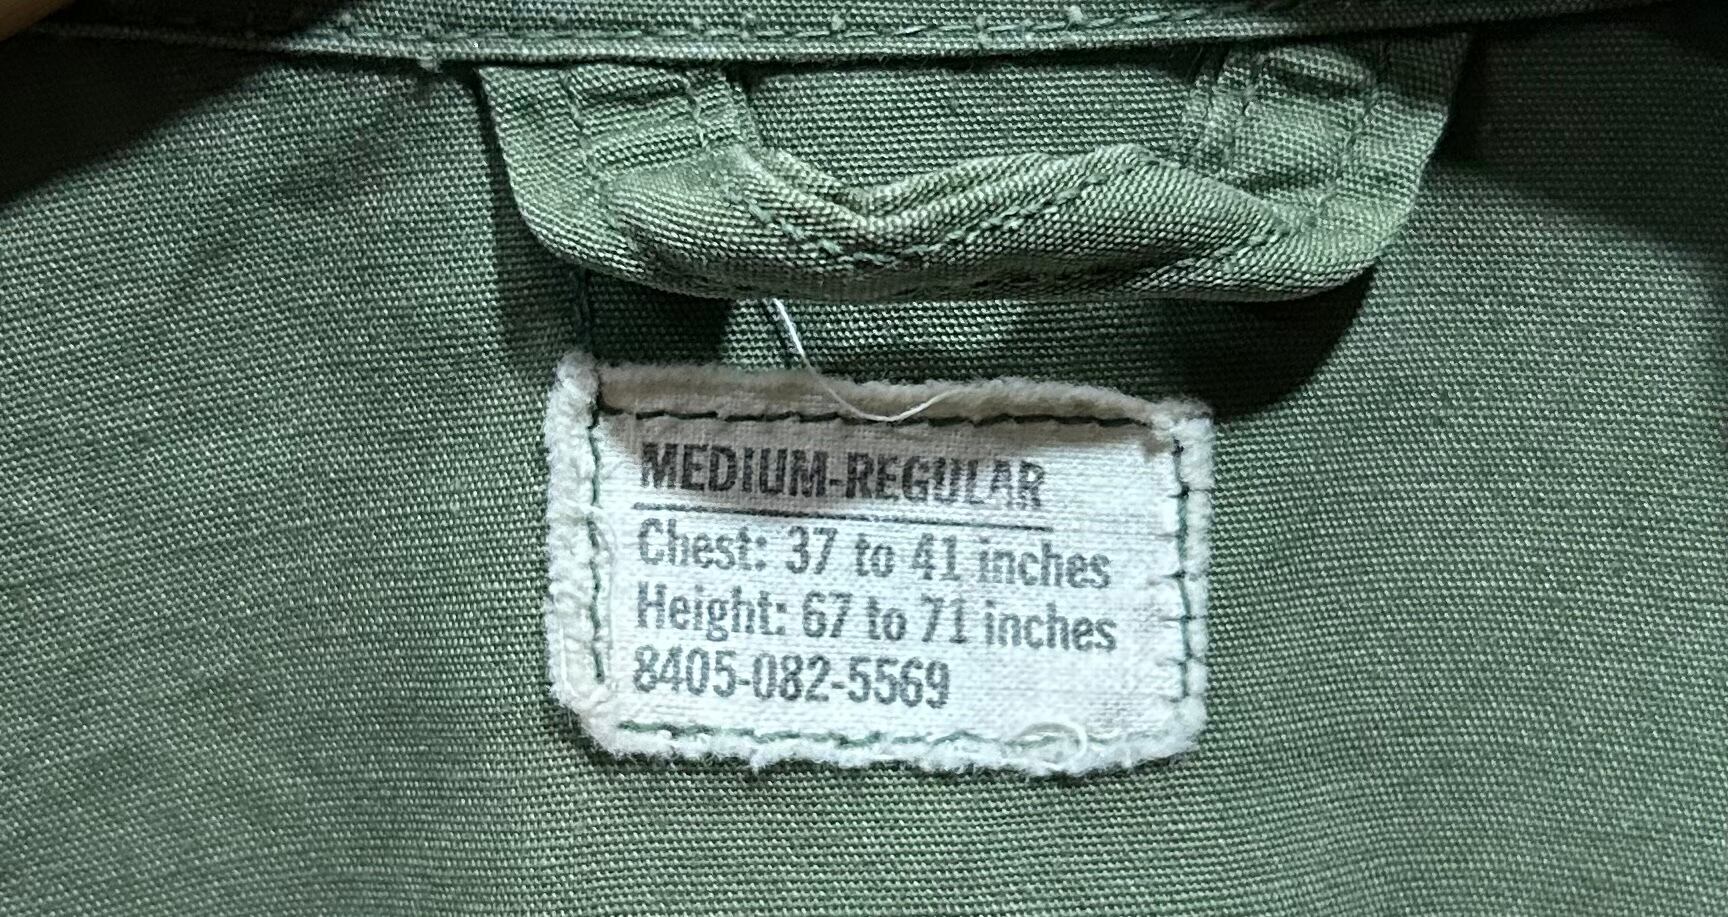 MEDIUM-REGULAR
Chest: 37 to 41 inches
Height: 67 to 71 inches
8405-082-5569